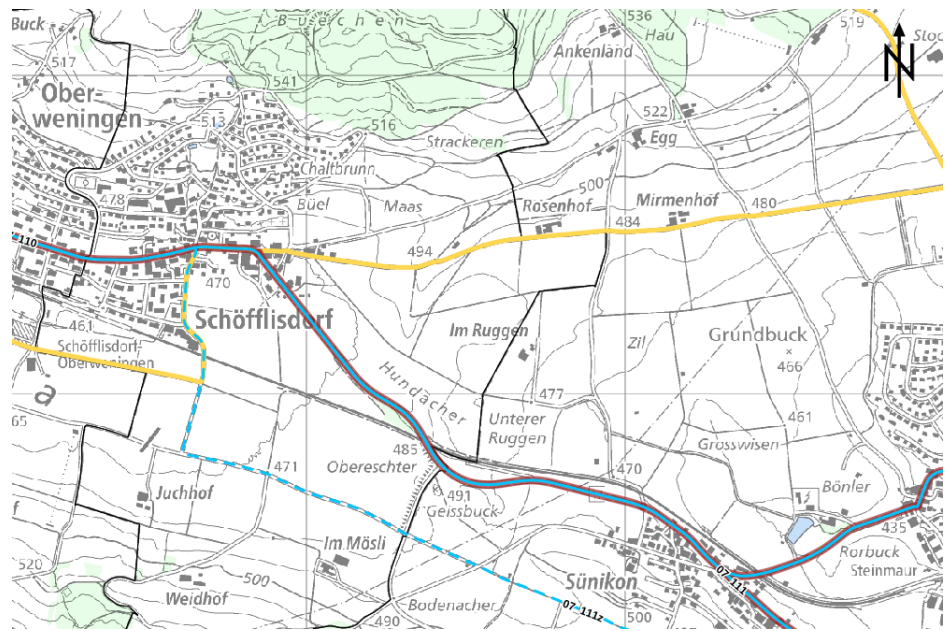 Buck
Buechen
536
Hau
519
Stoc
N
Ankenland
517
541
Ober-
weningen
513
516
522
Egg
Strackeren
Chaltbrunn
478
Büel
Maas
500
Rosenhof
Mirmenhof
484
480
110
494
470
Schöfflisdorf
461
Im Ruggen
Grundbuck
Schöfflisdorf-
Oberweningen
Zil
466
a
Hundächer
477
461
65
Unterer
Ruggen
Grosswisen
485
Obereschter
471
470
Bönler
Juchhof
491
Geissbuck
f
435
Im Mösli
Rorbuck
Steinmaur
520
500
Weidhof
Sünikon
07-111
Bodenacher
07-111z
490
500